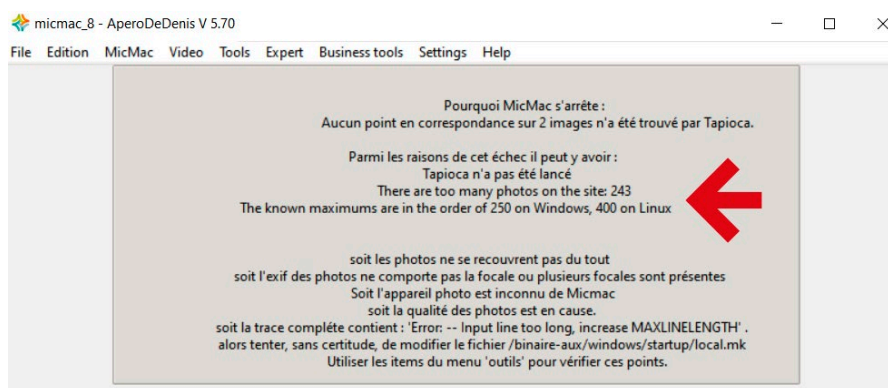 micmac_8 - AperoDeDenis V 5.70
File Edition MicMac Video Tools Expert Business tools Settings Help
Pourquoi MicMac s'arrête :
Aucun point en correspondance sur 2 images n'a été trouvé par Tapioca.
Parmi les raisons de cet échec il peut y avoir :
Tapioca n'a pas été lancé
There are too many photos on the site: 243
The known maximums are in the order of 250 on Windows, 400 on Linux
soit les photos ne se recouvrent pas du tout
soit l'exif des photos ne comporte pas la focale ou plusieurs focales sont présentes
Soit l'appareil photo est inconnu de Micmac
soit la qualité des photos est en cause.
soit la trace compléte contient : 'Error: -- Input line too long, increase MAXLINELENGTH' .
alors tenter, sans certitude, de modifier le fichier /binaire-aux/windows/startup/local.mk
Utiliser les items du menu 'outils' pour vérifier ces points.